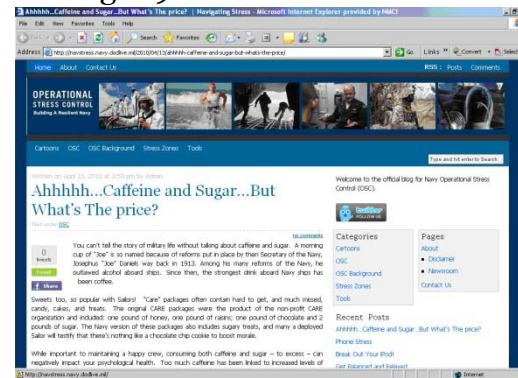 Ahhhhh...Caffeine and Sugar...But What's The price? | Navigating Stress - Microsoft Internet Explorer provided by NMCI
File Edit View Favorites Tools Help
Search Favorites
Address http://navstress.navy.dodlive.mil/2010/04/13/ahhhhh-caffeine-and-sugar-but-whats-the-price/ Go Links » Convert Select
Home About Contact Us RSS : Posts Comments
OPERATIONAL
STRESS CONTROL
Building A Resilient Navy
Cartoons OSC OSC Background Stress Zones Tools
Type and hit enter to Search
Written on April 13, 2010 at 3:53 pm by Admin
Ahhhhh...Caffeine and Sugar...But
What's The price?
Filed under OSC
no comments
0
tweets
tweet
Share
You can't tell the story of military life without talking about caffeine and sugar. A morning
cup of "Joe" is so named because of reforms put in place by then Secretary of the Navy,
Josephus "Joe" Daniels way back in 1913. Among his many reforms of the Navy, he
outlawed alcohol aboard ships. Since then, the strongest drink aboard Navy ships has
been coffee.
Sweets too, so popular with Sailors! "Care" packages often contain hard to get, and much missed,
candy, cakes, and treats. The original CARE packages were the product of the non-profit CARE
organization and included: one pound of honey, one pound of raisins; one pound of chocolate and 2
pounds of sugar. The Navy version of these packages also includes sugary treats, and many a deployed
Sailor will testify that there's nothing like a chocolate chip cookie to boost morale.
While important to maintaining a happy crew, consuming both caffeine and sugar – to excess – can
negatively impact your psychological health. Too much caffeine has been linked to increased levels of
Welcome to the official blog for Navy Operational Stress
Control (OSC).
twitter
FOLLOW US
Categories
Cartoons
OSC
OSC Background
Stress Zones
Tools
Pages
About
Disclaimer
Newsroom
Contact Us
Recent Posts
Ahhhhh...Caffeine and Sugar...But What's The price?
Phone Stress
Break Out Your iPod!
Get Balanced and Relaxed
http://navstress.navy.dodlive.mil/ Internet